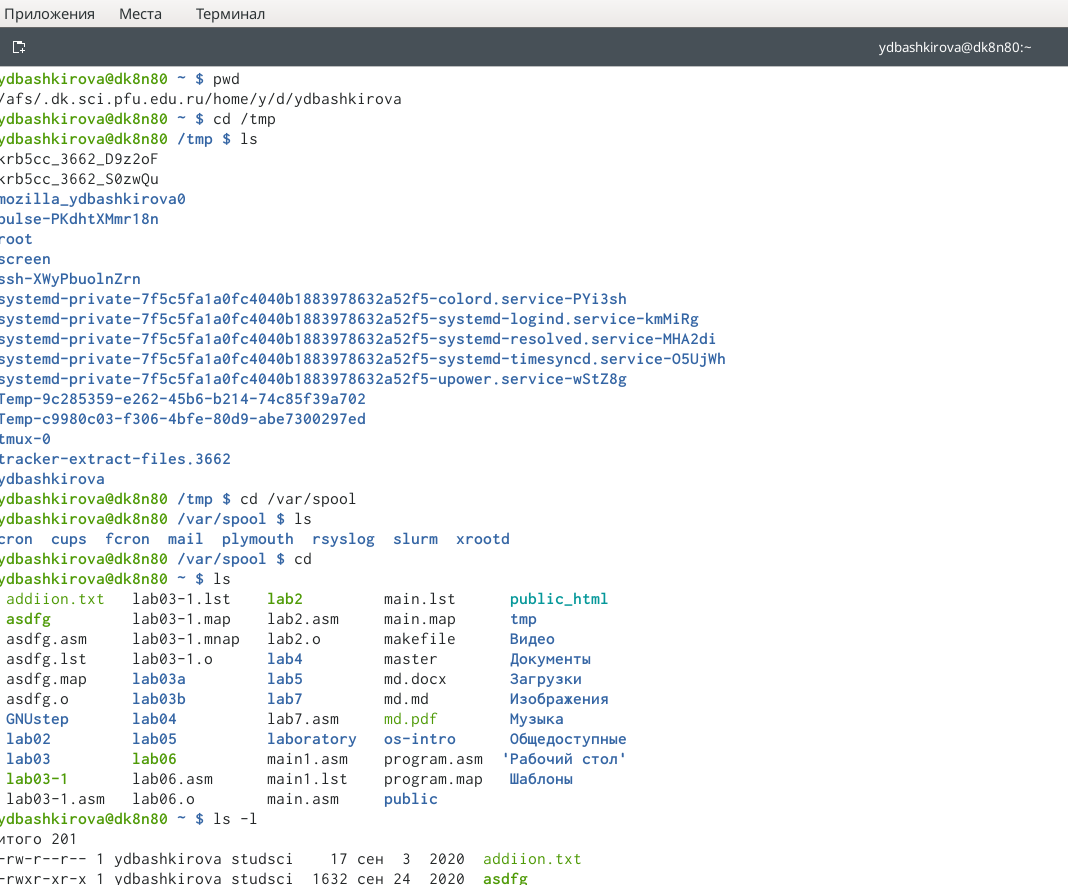 Приложения Места Терминал
ydbashkirova@dk8n80:~
ydbashkirova@dk8n80 ~ $ pwd
/afs/.dk.sci.pfu.edu.ru/home/y/d/ydbashkirova
ydbashkirova@dk8n80 ~ $ cd /tmp
ydbashkirova@dk8n80 /tmp $ ls
krb5cc_3662_D9z2oF
krb5cc_3662_S0zwQu
mozilla_ydbashkirova0
pulse-PKdhtXMmr18n
root
screen
ssh-XWyPbuolnZrn
systemd-private-7f5c5fa1a0fc4040b1883978632a52f5-colord.service-PYi3sh
systemd-private-7f5c5fa1a0fc4040b1883978632a52f5-systemd-logind.service-kmMiRg
systemd-private-7f5c5fa1a0fc4040b1883978632a52f5-systemd-resolved.service-MHA2di
systemd-private-7f5c5fa1a0fc4040b1883978632a52f5-systemd-timesyncd.service-O5UjWh
systemd-private-7f5c5fa1a0fc4040b1883978632a52f5-upower.service-wStZ8g
Temp-9c285359-e262-45b6-b214-74c85f39a702
Temp-c9980c03-f306-4bfe-80d9-abe7300297ed
tmux-0
tracker-extract-files.3662
ydbashkirova
ydbashkirova@dk8n80 /tmp $ cd /var/spool
ydbashkirova@dk8n80 /var/spool $ ls
cron cups fcron mail plymouth rsyslog slurm xrootd
ydbashkirova@dk8n80 /var/spool $ cd
ydbashkirova@dk8n80 ~ $ ls
addiion.txt lab03-1.lst lab2 main.lst public_html
asdfg lab03-1.map lab2.asm main.map tmp
asdfg.asm lab03-1.mnap lab2.o makefile Видео
asdfg.lst lab03-1.o lab4 master Документы
asdfg.map lab03a lab5 md.docx Загрузки
asdfg.o lab03b lab7 md.md Изображения
GNUstep lab04 lab7.asm md.pdf Музыка
lab02 lab05 laboratory os-intro Общедоступные
lab03 lab06 main1.asm program.asm 'Рабочий стол'
lab03-1 lab06.asm main1.lst program.map Шаблоны
lab03-1.asm lab06.o main.asm public
ydbashkirova@dk8n80 ~ $ ls -l
итого 201
-rw-r--r-- 1 ydbashkirova studsci 17 сен 3 2020 addiion.txt
-rwxr-xr-x 1 ydbashkirova studsci 1632 сен 24 2020 asdfg